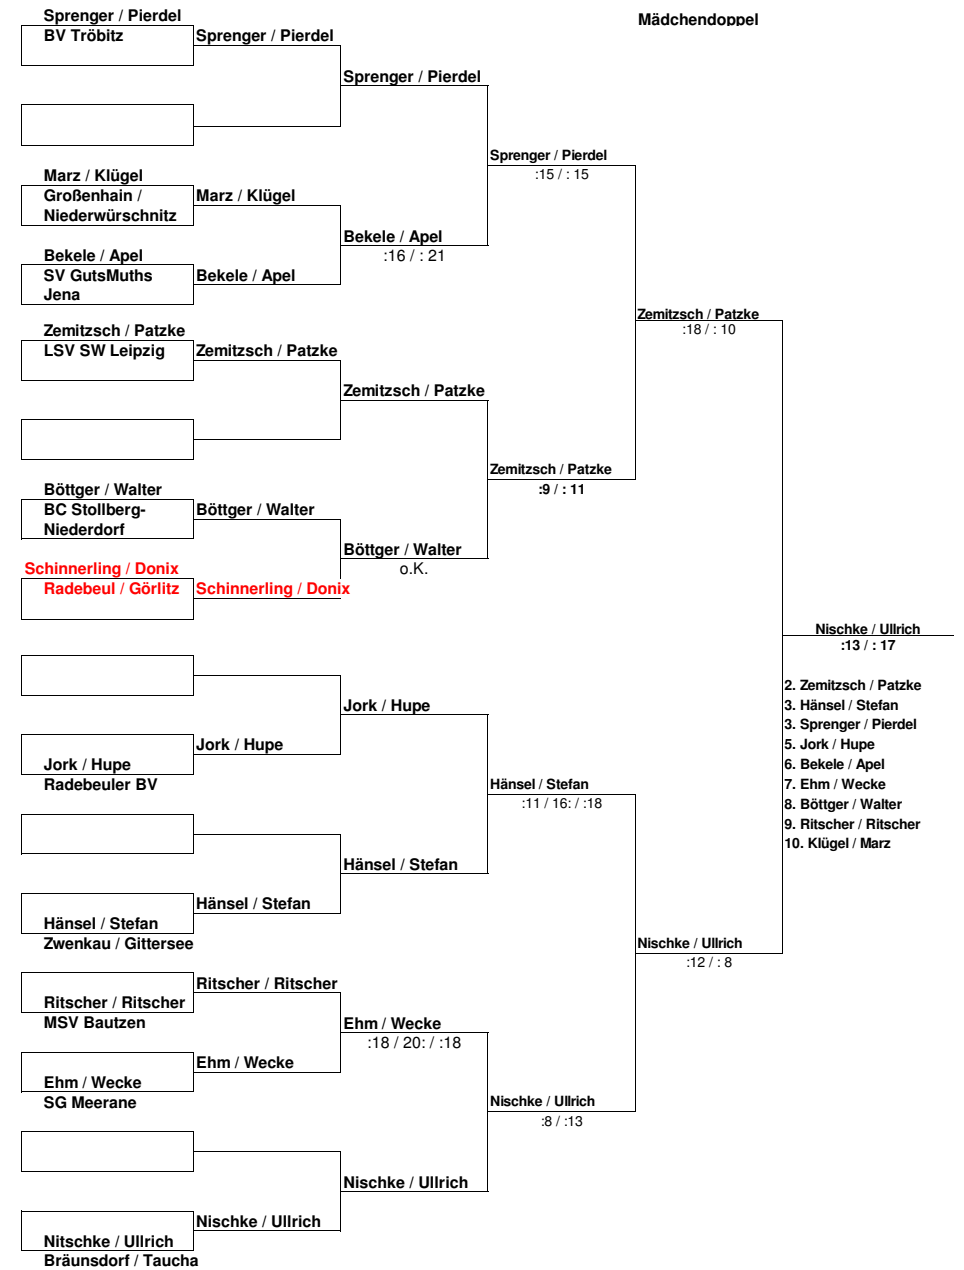 Mädchendoppel
Sprenger / Pierdel
BV Tröbitz
Sprenger / Pierdel
Sprenger / Pierdel
Sprenger / Pierdel
:15 / : 15
Marz / Klügel
Großenhain /
Niederwürschnitz
Marz / Klügel
Bekele / Apel
:16 / : 21
Bekele / Apel
SV GutsMuths
Jena
Bekele / Apel
Zemitzsch / Patzke
:18 / : 10
Zemitzsch / Patzke
LSV SW Leipzig
Zemitzsch / Patzke
Zemitzsch / Patzke
Zemitzsch / Patzke
:9 / : 11
Böttger / Walter
BC Stollberg-
Niederdorf
Böttger / Walter
Böttger / Walter
o.K.
Schinnerling / Donix
Radebeul / Görlitz
Schinnerling / Donix
Nischke / Ullrich
:13 / : 17
2. Zemitzsch / Patzke
3. Hänsel / Stefan
3. Sprenger / Pierdel
5. Jork / Hupe
6. Bekele / Apel
7. Ehm / Wecke
8. Böttger / Walter
9. Ritscher / Ritscher
10. Klügel / Marz
Jork / Hupe
Jork / Hupe
Jork / Hupe
Radebeuler BV
Hänsel / Stefan
:11 / 16: / :18
Hänsel / Stefan
Hänsel / Stefan
Hänsel / Stefan
Zwenkau / Gittersee
Nischke / Ullrich
:12 / : 8
Ritscher / Ritscher
Ritscher / Ritscher
MSV Bautzen
Ehm / Wecke
:18 / 20: / :18
Ehm / Wecke
Ehm / Wecke
SG Meerane
Nischke / Ullrich
:8 / :13
Nischke / Ullrich
Nischke / Ullrich
Nitschke / Ullrich
Bräunsdorf / Taucha